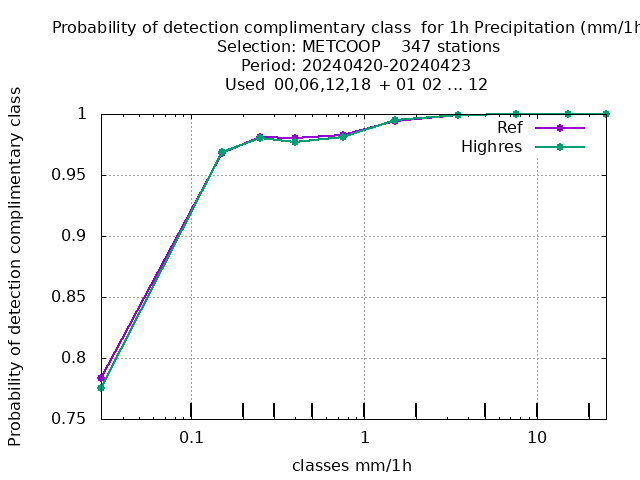 Probability of detection complimentary class for 1h Precipitation (mm/1h
Selection: METCOOP 347 stations
Period: 20240420-20240423
Used 00,06,12,18 + 01 02 ... 12
Probability of detection complimentary class
1
0.95
0.9
0.85
0.8
0.75
Ref
Highres
0.1 1 10
classes mm/1h